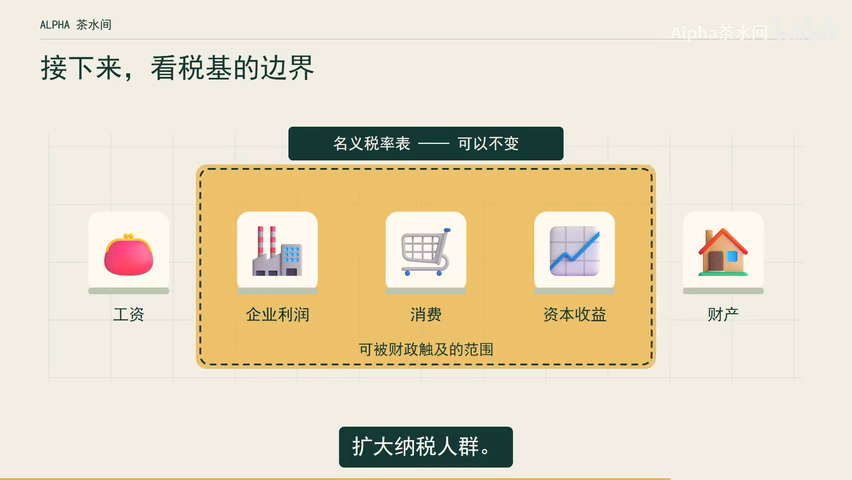 ALPHA 茶水间
Alpha茶水间
接下来，看税基的边界
名义税率表 —— 可以不变
工资
企业利润
消费
资本收益
财产
可被财政触及的范围
扩大纳税人群。